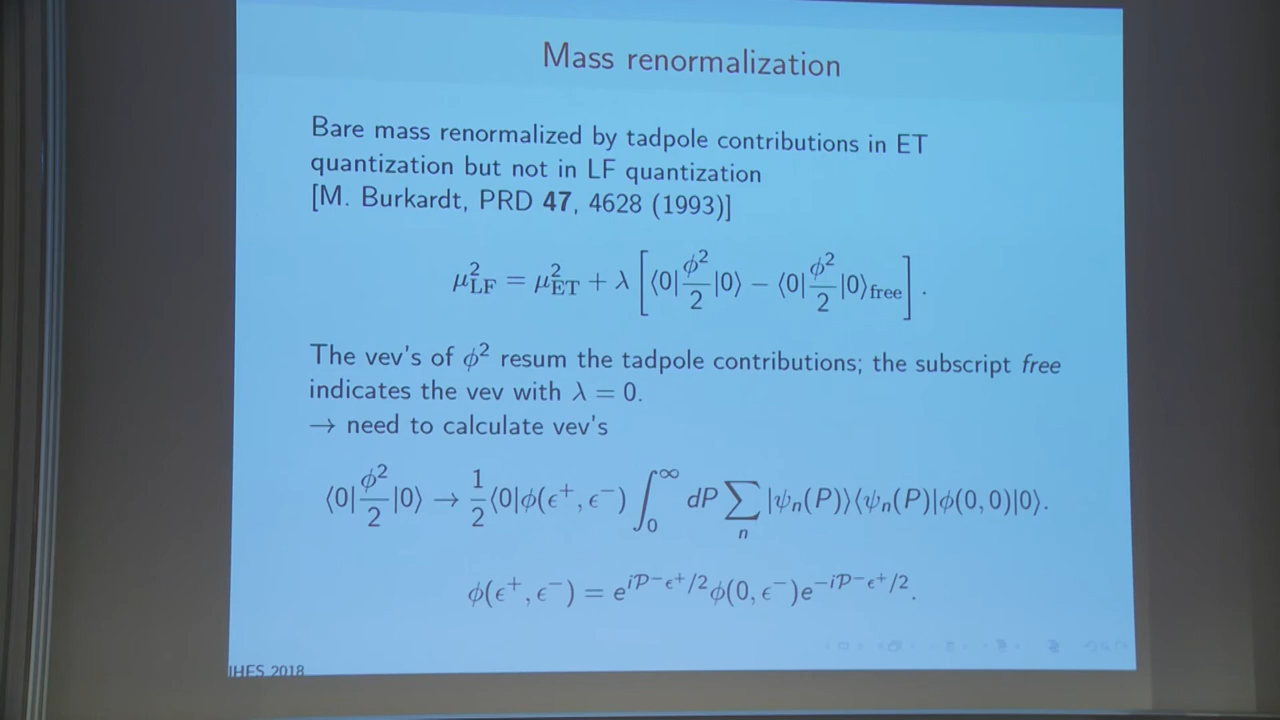 Mass renormalization
Bare mass renormalized by tadpole contributions in ET
quantization but not in LF quantization
[M. Burkardt, PRD 47, 4628 (1993)]
μ²_LF = μ²_ET + λ [⟨0|φ²/2|0⟩ − ⟨0|φ²/2|0⟩_free].
The vev's of φ² resum the tadpole contributions; the subscript free
indicates the vev with λ = 0.
→ need to calculate vev's
⟨0|φ²/2|0⟩ → 1/2⟨0|φ(ε⁺, ε⁻) ∫₀^∞ dP ∑_n |ψ_n(P)⟩⟨ψ_n(P)|φ(0, 0)|0⟩.
φ(ε⁺, ε⁻) = e^{iP⁻ε⁺/2}φ(0, ε⁻)e^{−iP⁻ε⁺/2}.
IHES 2018